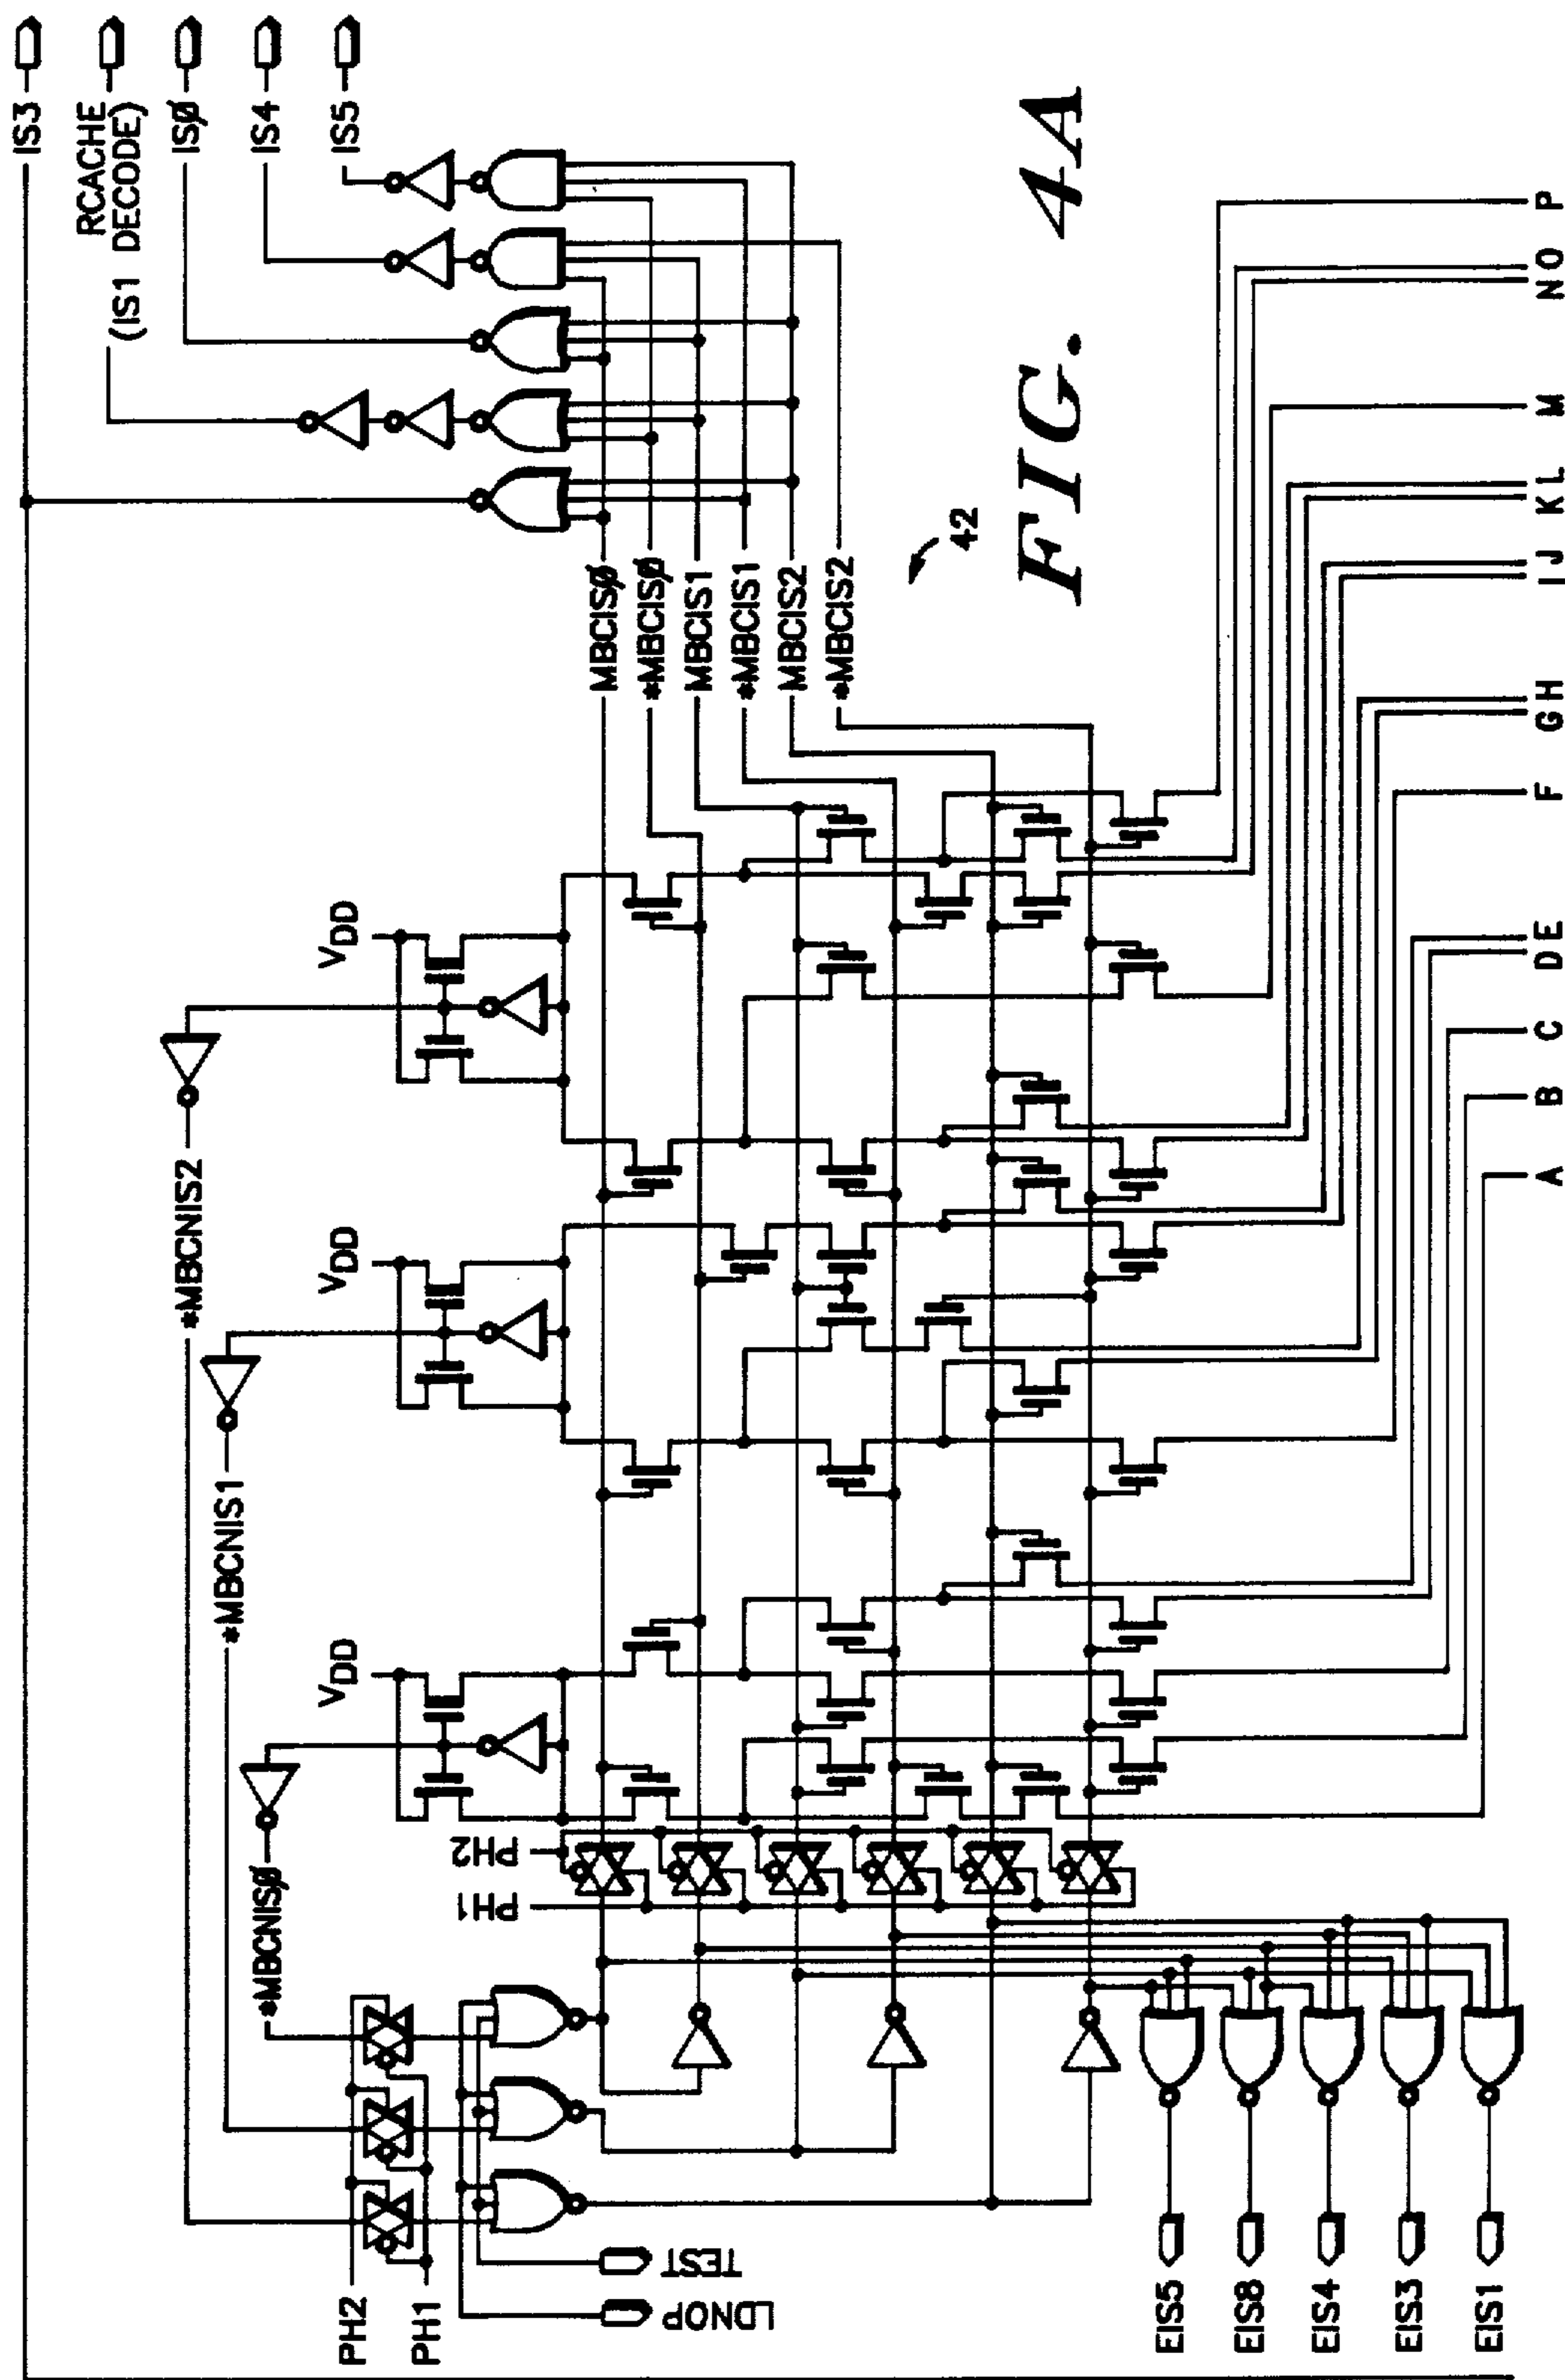 IS3
RCACHE
(IS1 DECODE)
ISØ
IS4
IS5
VDD
VDD
VDD
*MBCNIS2
*MBCNIS1
*MBCNISØ
MBCISØ
*MBCISØ
MBCIS1
*MBCIS1
MBCIS2
*MBCIS2
42
FIG. 4A
PH2
PH1
PH2
PH1
TEST
LDNOP
EIS5
EIS8
EIS4
EIS3
EIS1
A B C D E F G H I J K L M N O P